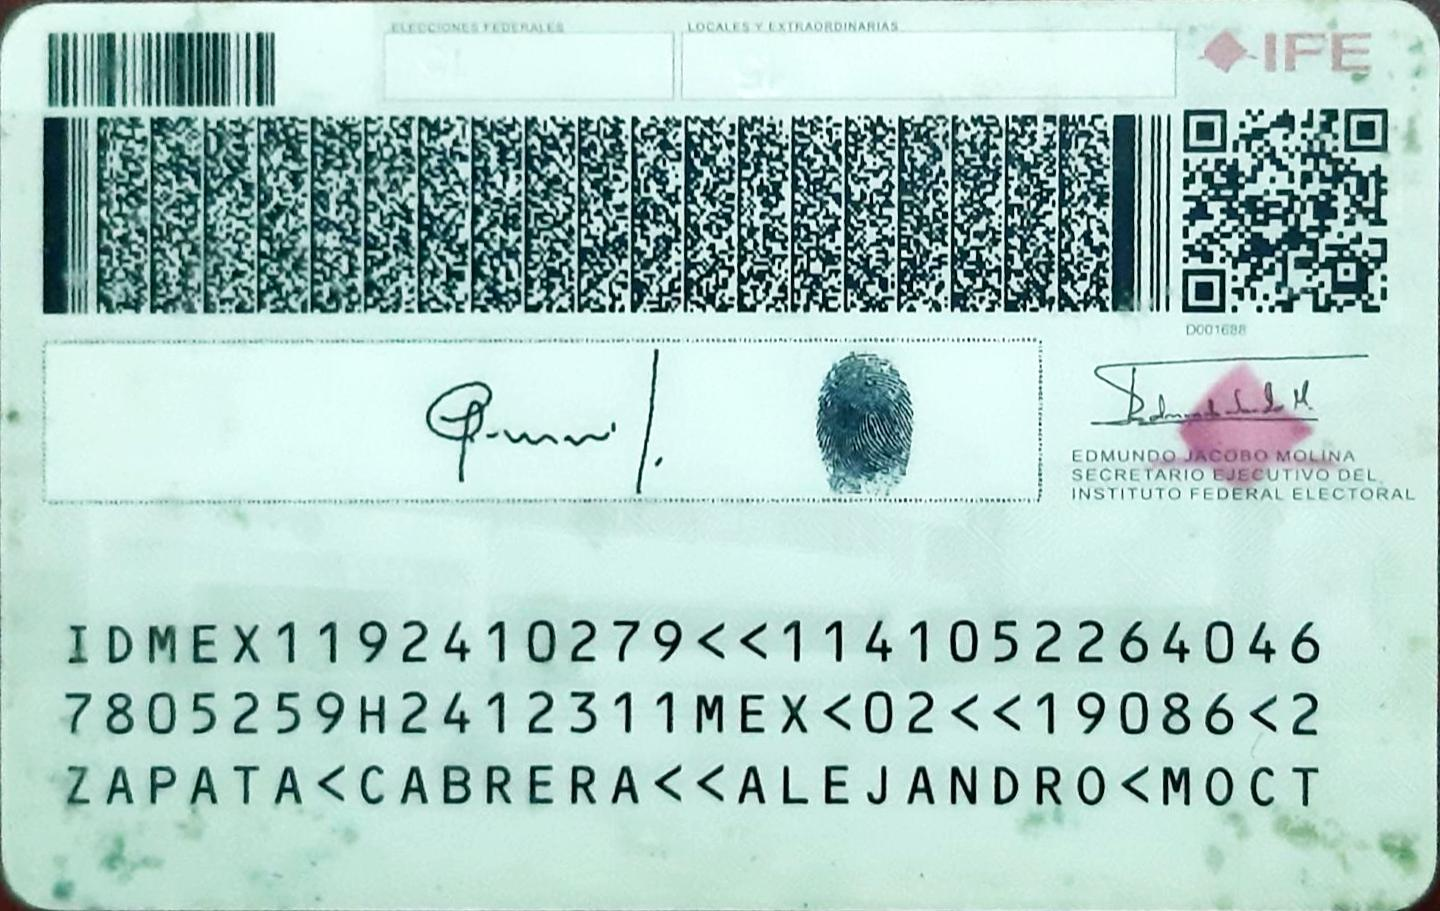 ELECCIONES FEDERALES
LOCALES Y EXTRAORDINARIAS
IFE
D001688
EDMUNDO JACOBO MOLINA
SECRETARIO EJECUTIVO DEL
INSTITUTO FEDERAL ELECTORAL
IDMEX1192410279<<1141052264046
7805259H2412311MEX<02<<19086<2
ZAPATA<CABRERA<<ALEJANDRO<MOCT